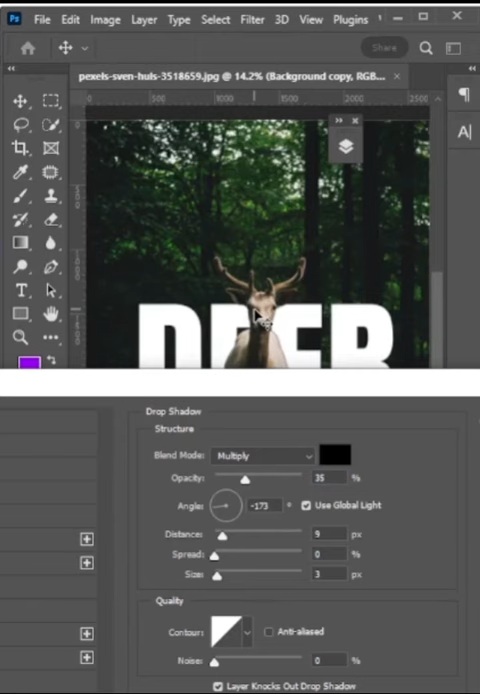 Ps File Edit Image Layer Type Select Filter 3D View Plugins
Share
pexels-sven-huls-3518659.jpg @ 14.2% (Background copy, RGB...
0 500 1000 1500 2000 2500
DEER
Drop Shadow
Structure
Blend Mode: Multiply
Opacity: 35 %
Angle: -173 ° Use Global Light
Distance: 9 px
Spread: 0 %
Size: 3 px
Quality
Contour: Anti-aliased
Noise: 0 %
Layer Knocks Out Drop Shadow